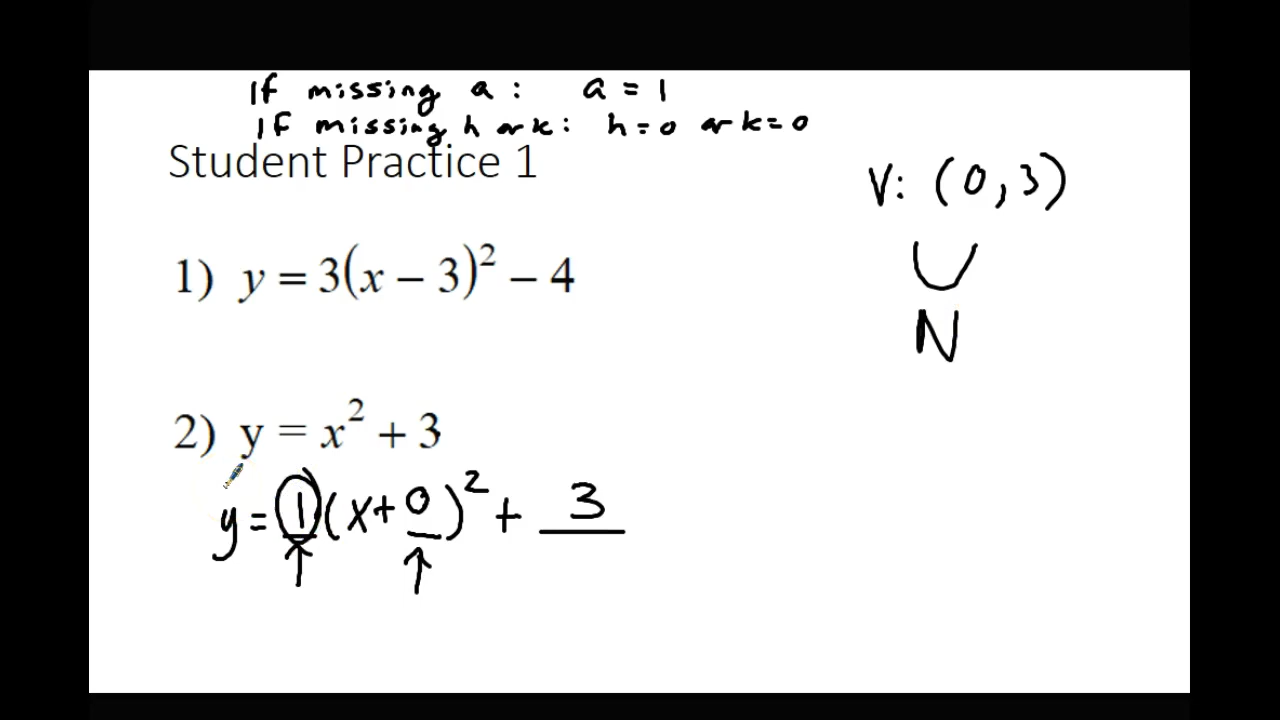 If missing a: a = 1
If missing h or k: h=0 or k=0
Student Practice 1
V: (0,3)
1) y = 3(x − 3)² − 4
N
2) y = x² + 3
y = 1(x+0)² + 3